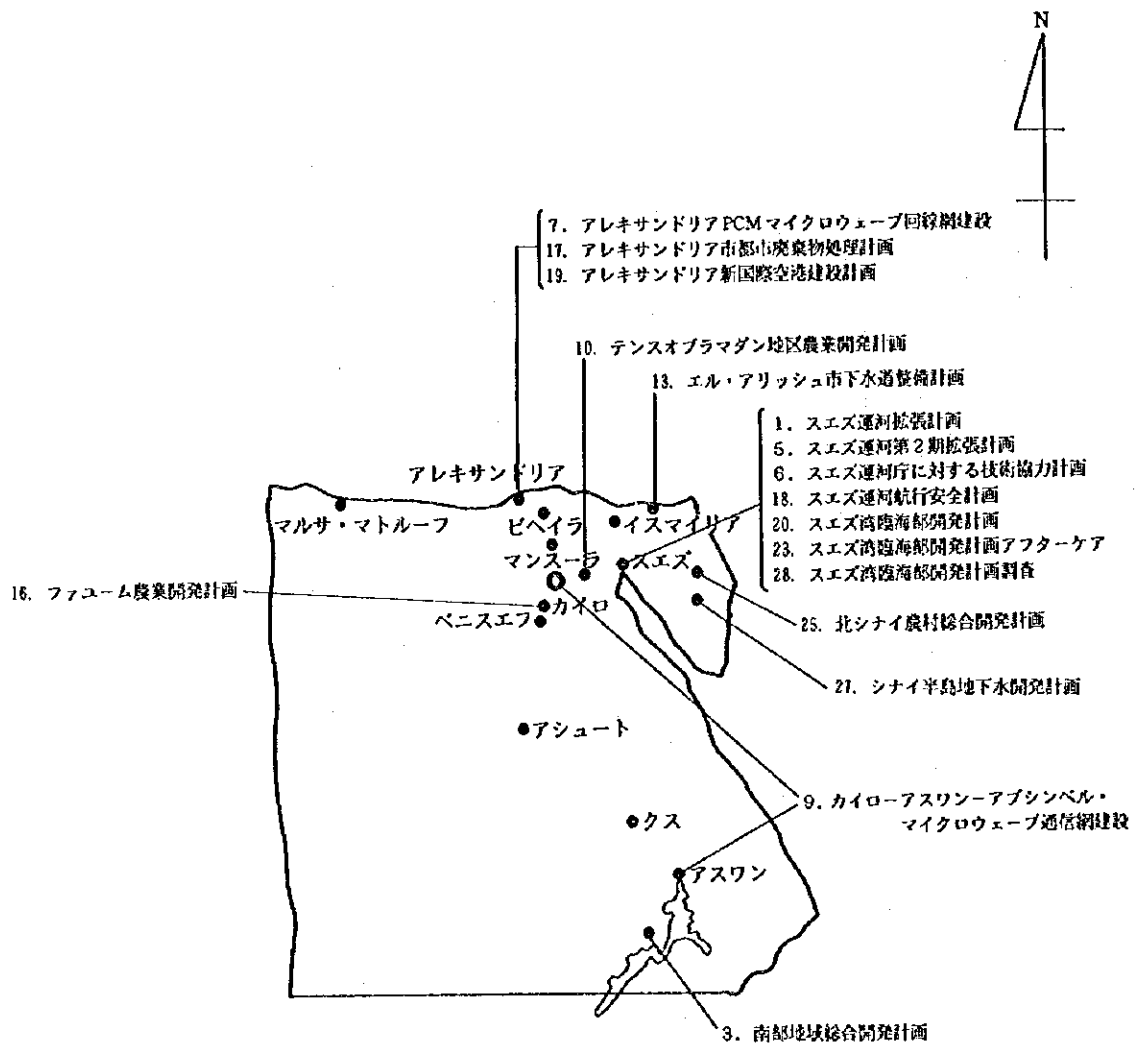 N
7. アレキサンドリアPCMマイクロウェーブ回線網建設
17. アレキサンドリア市都市廃棄物処理計画
19. アレキサンドリア新国際空港建設計画
10. テンスオブラマダン地区農業開発計画
13. エル・アリッシュ市下水道整備計画
1. スエズ運河拡張計画
5. スエズ運河第2期拡張計画
6. スエズ運河庁に対する技術協力計画
18. スエズ運河航行安全計画
20. スエズ湾臨海部開発計画
23. スエズ湾臨海部開発計画アフターケア
28. スエズ湾臨海部開発計画調査
アレキサンドリア
マルサ・マトルーフ
ビヘイラ
イスマイリア
マンスーラ
スエズ
16. ファユーム農業開発計画
カイロ
ベニスエフ
25. 北シナイ農村総合開発計画
27. シナイ半島地下水開発計画
アシュート
9. カイローアスワンーアブシンベル・
マイクロウェーブ通信網建設
クス
アスワン
3. 南部地域総合開発計画